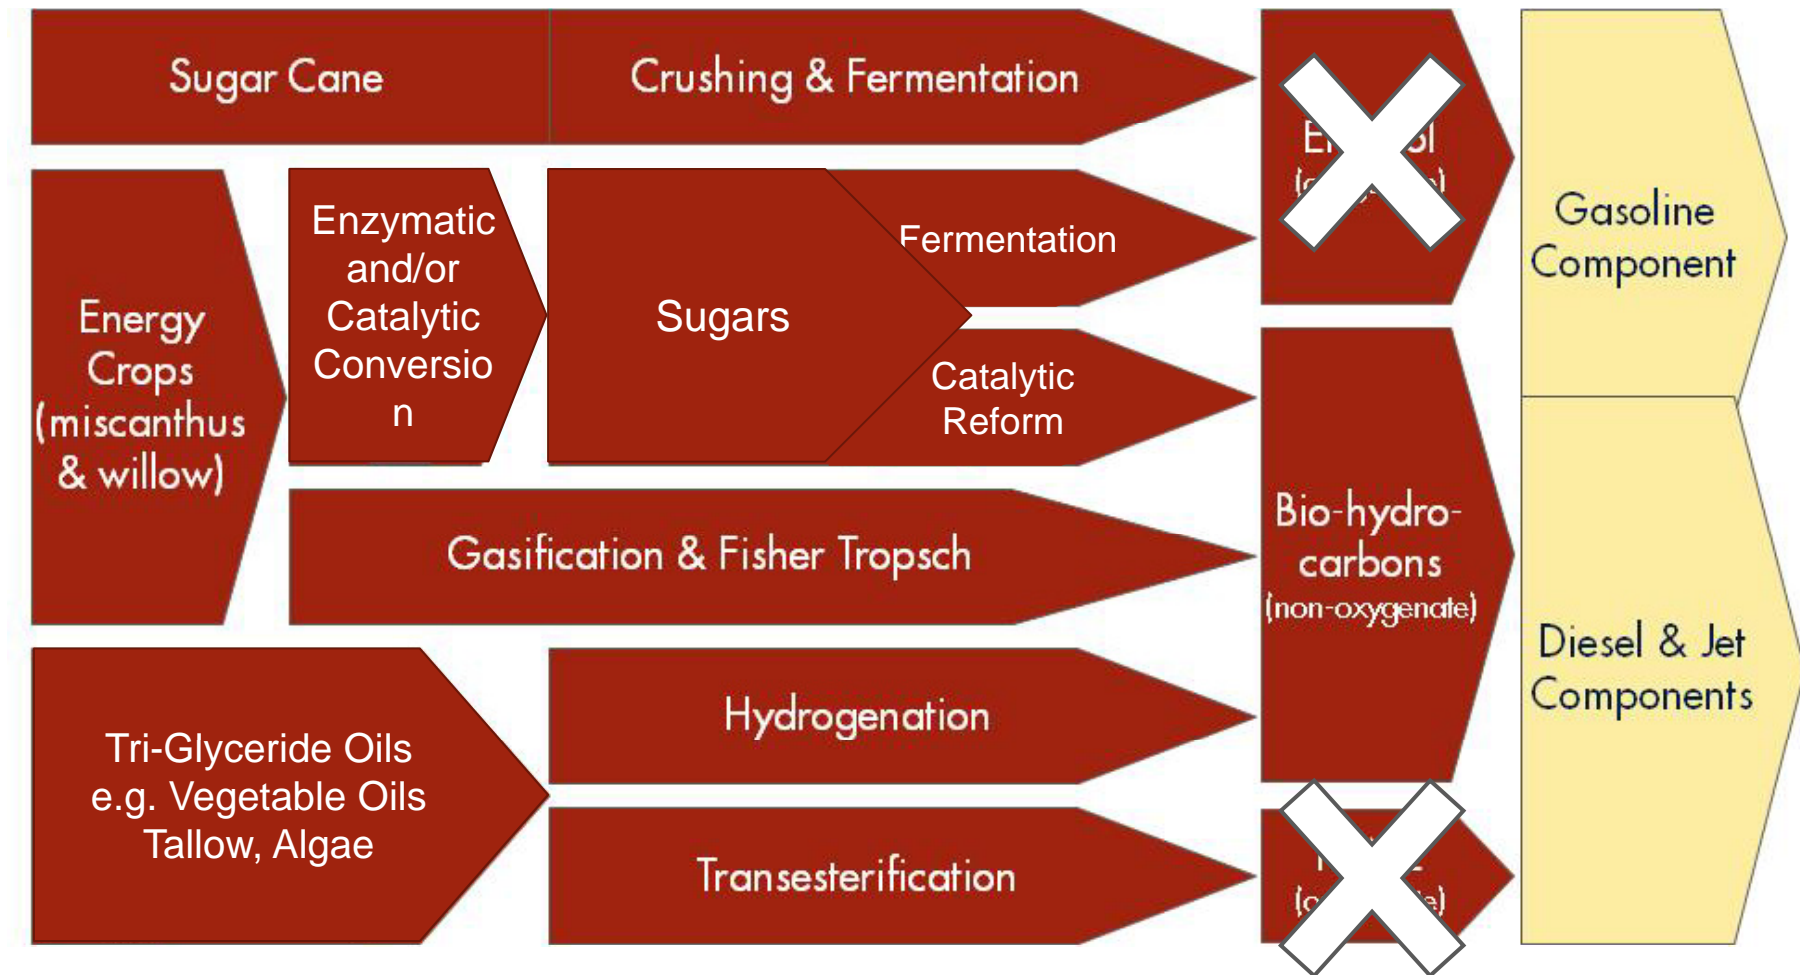 Sugar Cane
Crushing & Fermentation
Energy
Crops
(miscanthus
& willow)
Enzymatic
and/or
Catalytic
Conversio
n
Sugars
Fermentation
Catalytic
Reform
Gasification & Fisher Tropsch
Tri-Glyceride Oils
e.g. Vegetable Oils
Tallow, Algae
Hydrogenation
Transesterification
Bio-hydro-
carbons
(non-oxygenate)
Gasoline
Component
Diesel & Jet
Components